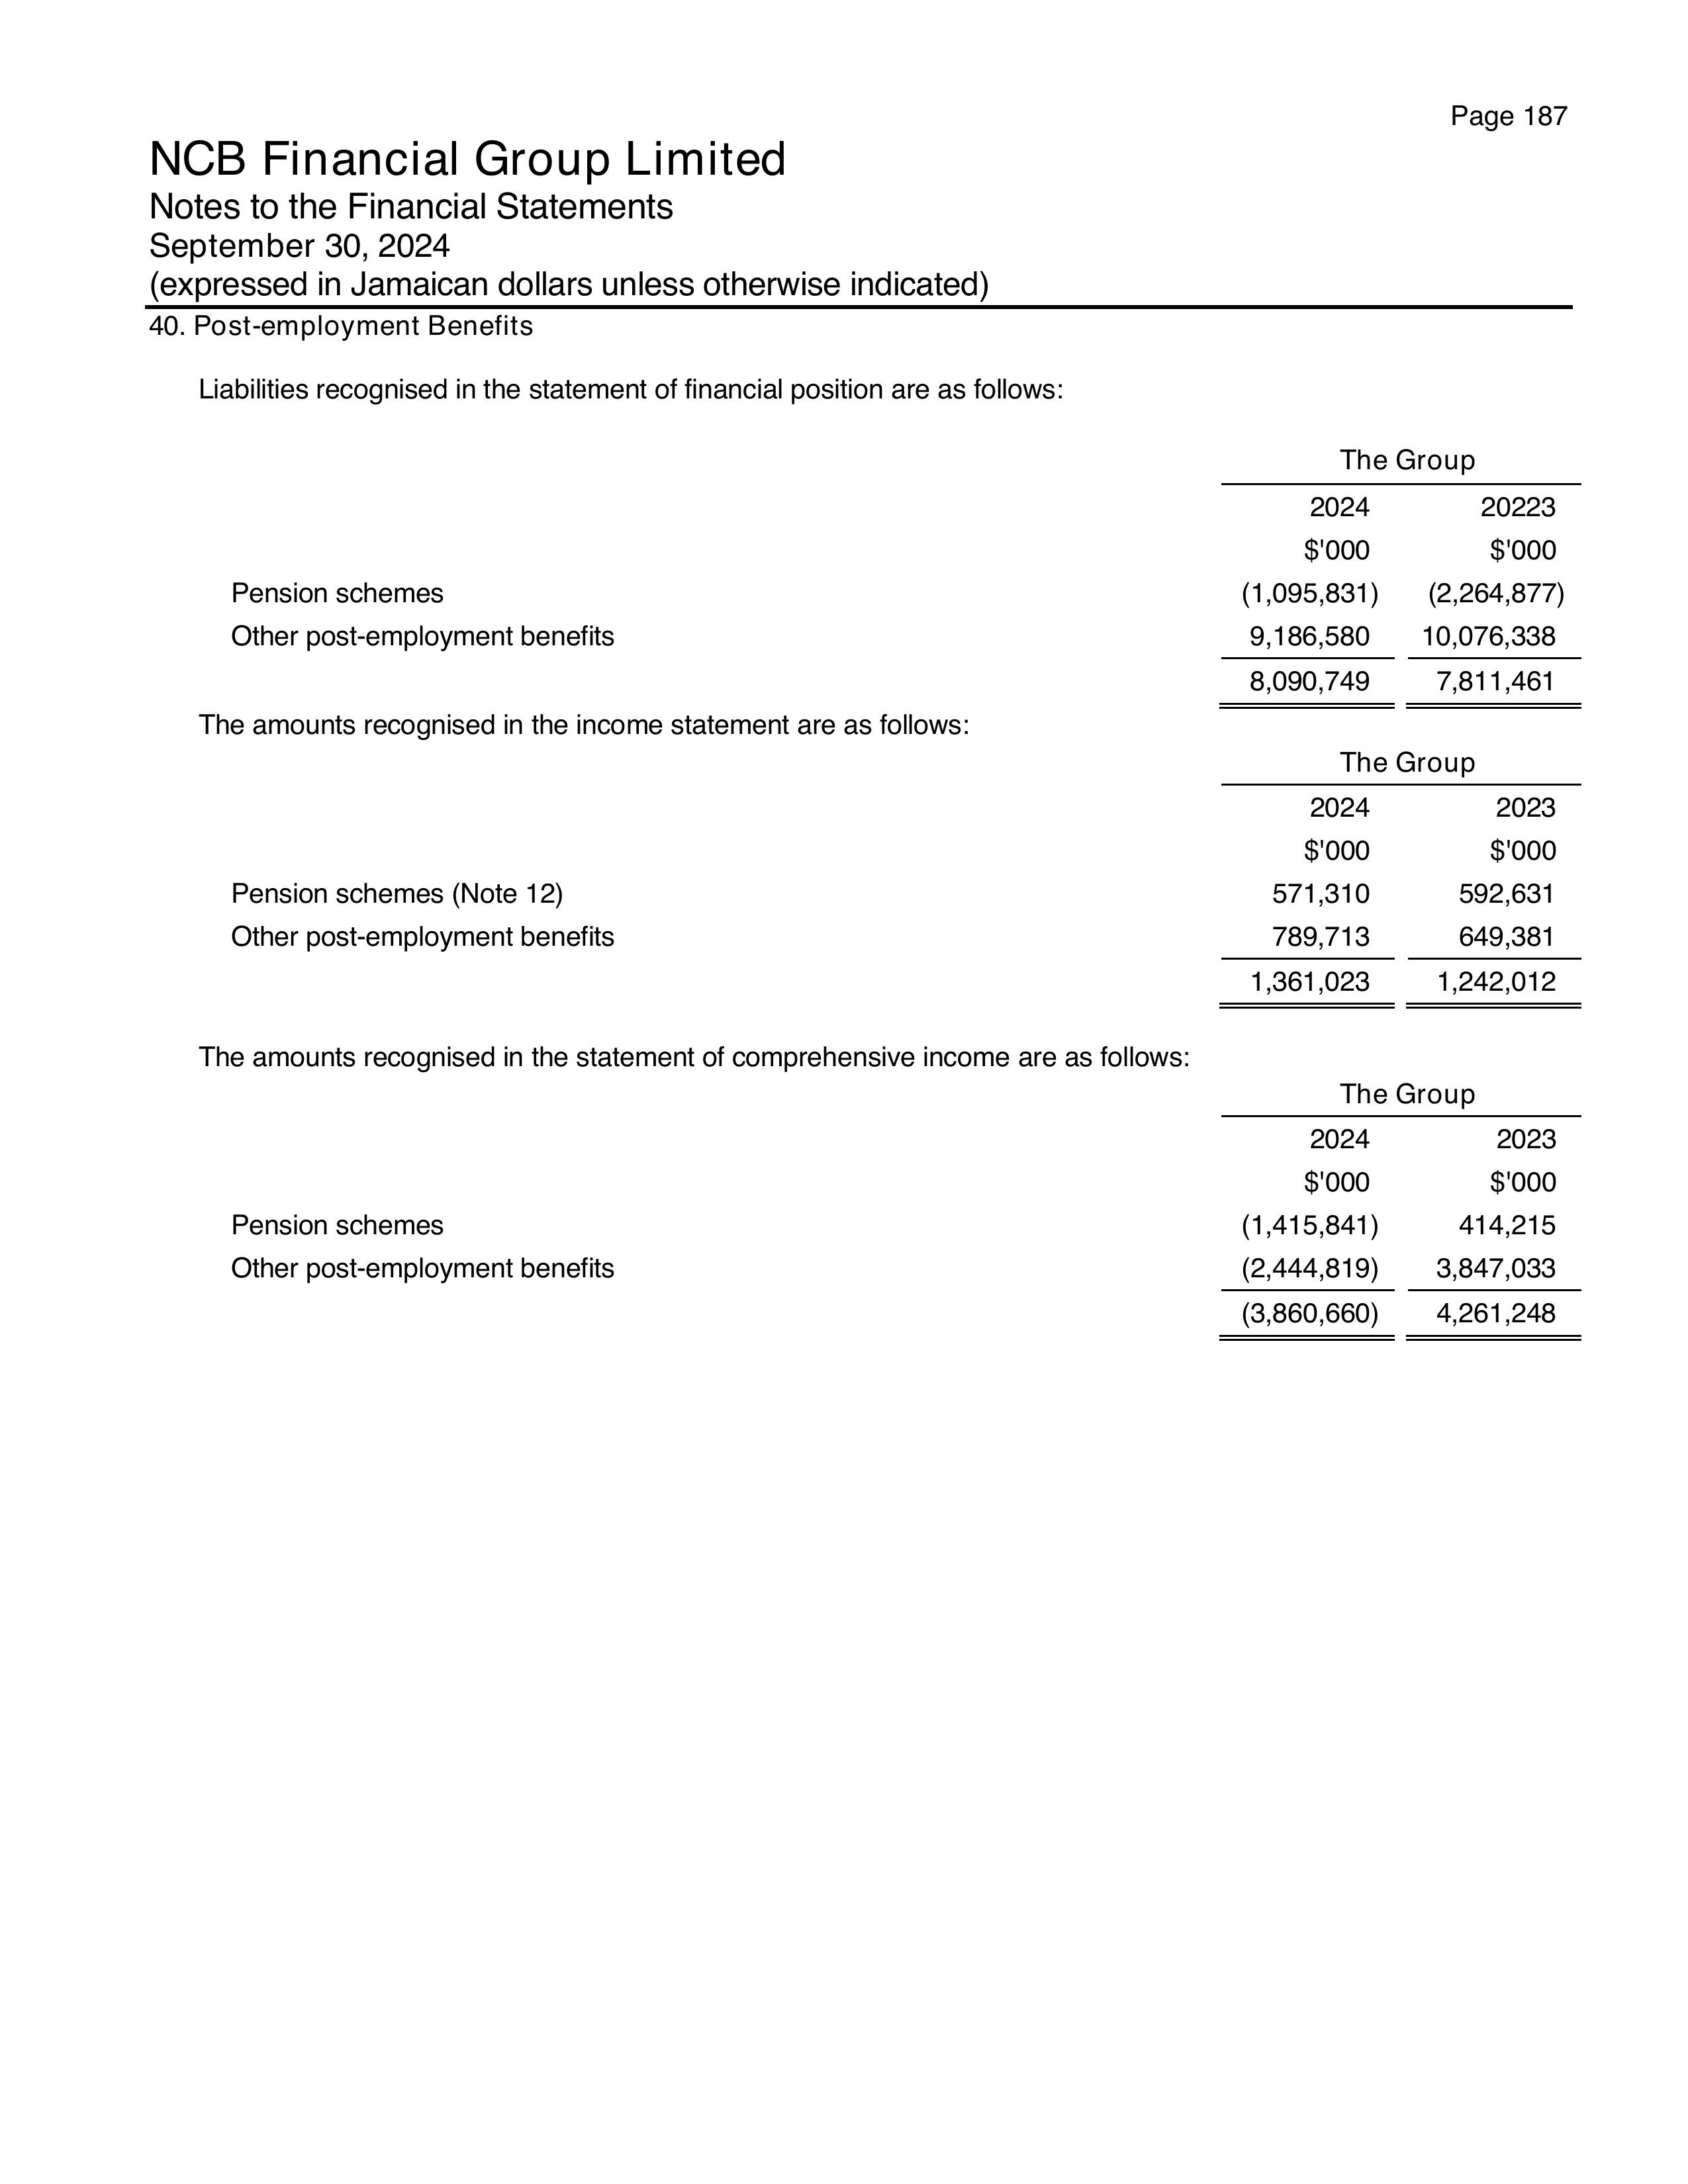 Page 187
NCB Financial Group Limited
Notes to the Financial Statements
September 30, 2024
(expressed in Jamaican dollars unless otherwise indicated)
40. Post-employment Benefits
Liabilities recognised in the statement of financial position are as follows:
The Group
2024 20223
$'000 $'000
Pension schemes (1,095,831) (2,264,877)
Other post-employment benefits 9,186,580 10,076,338
8,090,749 7,811,461
The amounts recognised in the income statement are as follows:
The Group
2024 2023
$'000 $'000
Pension schemes (Note 12) 571,310 592,631
Other post-employment benefits 789,713 649,381
1,361,023 1,242,012
The amounts recognised in the statement of comprehensive income are as follows:
The Group
2024 2023
$'000 $'000
Pension schemes (1,415,841) 414,215
Other post-employment benefits (2,444,819) 3,847,033
(3,860,660) 4,261,248